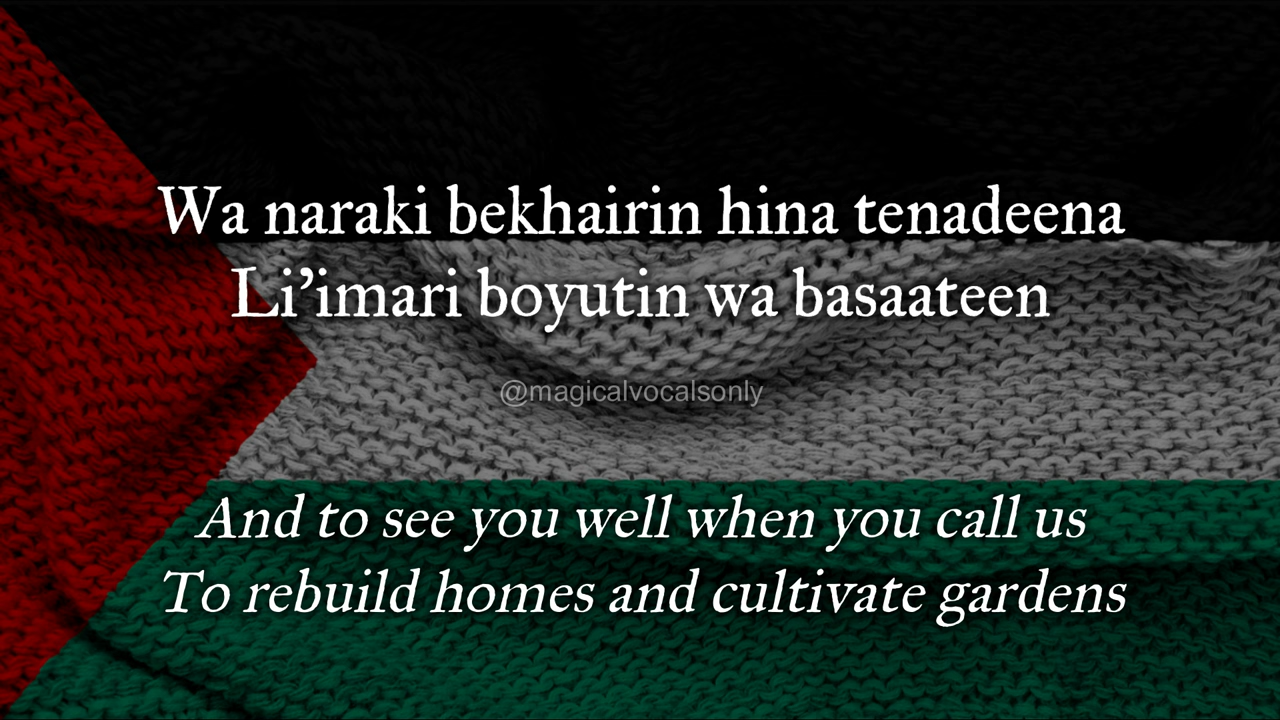 Wa naraki bekhairin hina tenadeena
Li’imari boyutin wa basaateen
@magicalvocalsonly
And to see you well when you call us
To rebuild homes and cultivate gardens